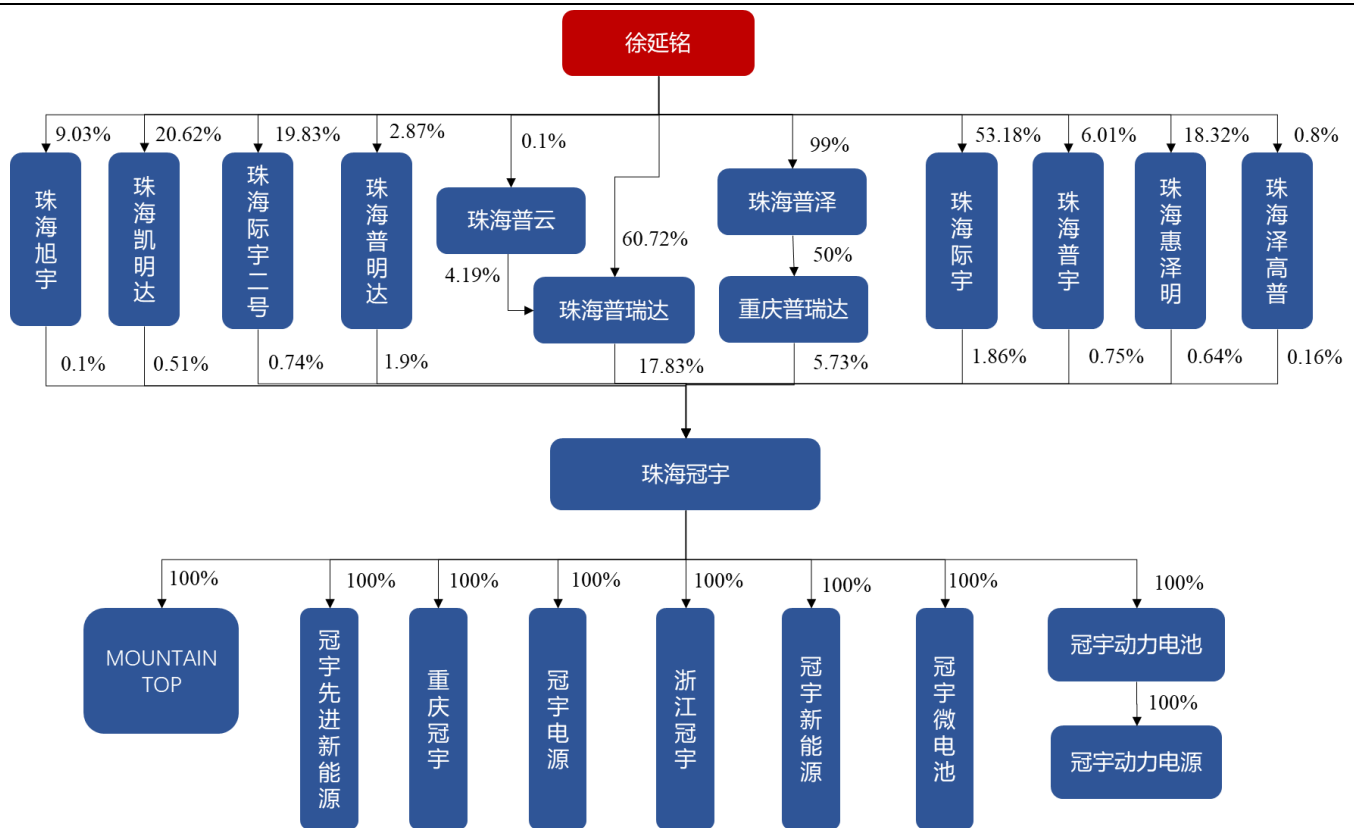 徐延铭
9.03%
20.62%
19.83%
2.87%
0.1%
99%
53.18%
6.01%
18.32%
0.8%
珠海旭宇
珠海凯明达
珠海际宇二号
珠海普明达
珠海普云
60.72%
珠海普泽
珠海际宇
珠海普宇
珠海惠泽明
珠海泽高普
4.19%
50%
珠海普瑞达
重庆普瑞达
0.1%
0.51%
0.74%
1.9%
17.83%
5.73%
1.86%
0.75%
0.64%
0.16%
珠海冠宇
100%
100%
100%
100%
100%
100%
100%
100%
MOUNTAIN
TOP
冠宇先进新能源
重庆冠宇
冠宇电源
浙江冠宇
冠宇新能源
冠宇微电池
冠宇动力电池
100%
冠宇动力电源